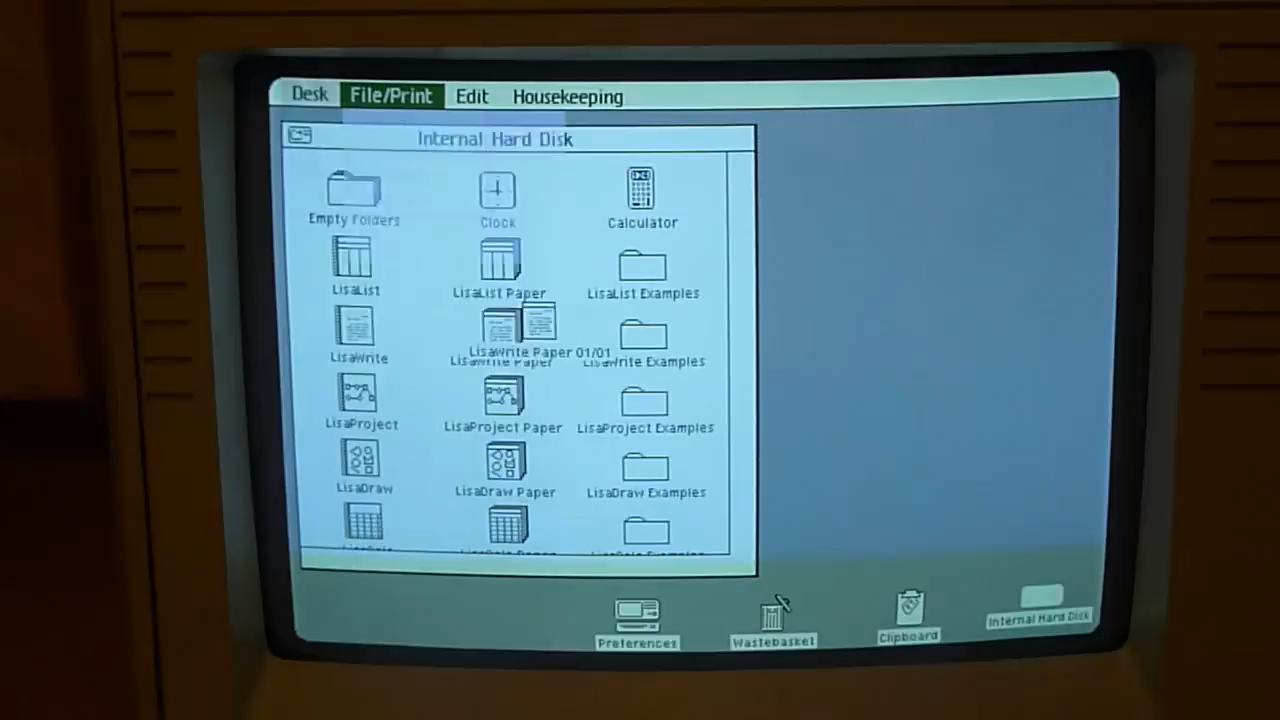 Desk File/Print Edit Housekeeping
Internal Hard Disk
Empty Folders Clock Calculator
LisaList LisaList Paper LisaList Examples
LisaWrite Paper 01/01
LisaWrite LisaWrite Paper LisaWrite Examples
LisaProject LisaProject Paper LisaProject Examples
LisaDraw LisaDraw Paper LisaDraw Examples
Preferences Wastebasket Clipboard Internal Hard Disk